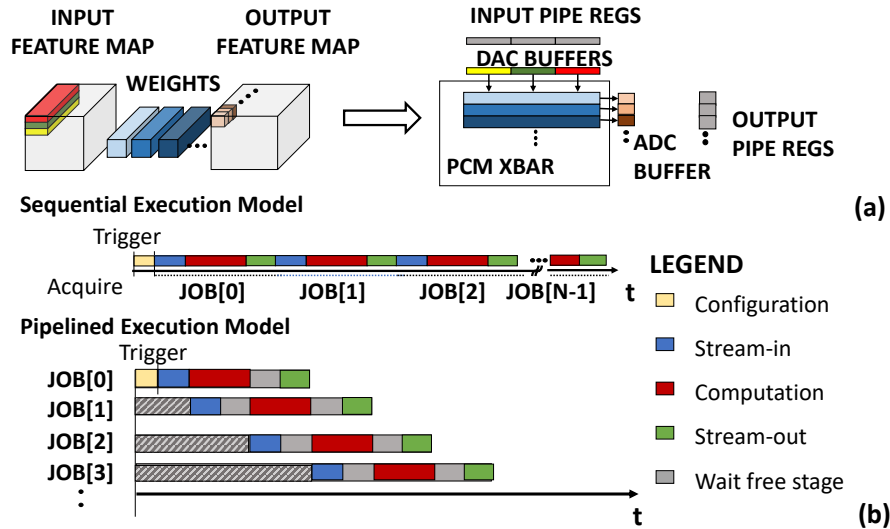 INPUT
FEATURE MAP
OUTPUT
FEATURE MAP
WEIGHTS
INPUT PIPE REGS
DAC BUFFERS
PCM XBAR
ADC
BUFFER
OUTPUT
PIPE REGS
(a)
Sequential Execution Model
Trigger
Acquire
JOB[0]
JOB[1]
JOB[2]
JOB[N-1]
t
Pipelined Execution Model
Trigger
JOB[0]
JOB[1]
JOB[2]
JOB[3]
t
LEGEND
Configuration
Stream-in
Computation
Stream-out
Wait free stage
(b)